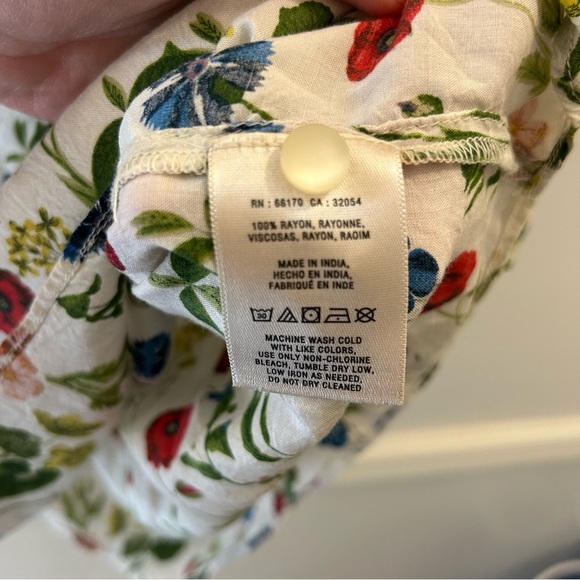 RN : 66170 CA : 32054
100% RAYON, RAYONNE,
VISCOSAS, RAYON, RAOIM
MADE IN INDIA,
HECHO EN INDIA,
FABRIQUÉ EN INDE
30
MACHINE WASH COLD
WITH LIKE COLORS,
USE ONLY NON-CHLORINE
BLEACH, TUMBLE DRY LOW,
LOW IRON AS NEEDED,
DO NOT DRY CLEANED